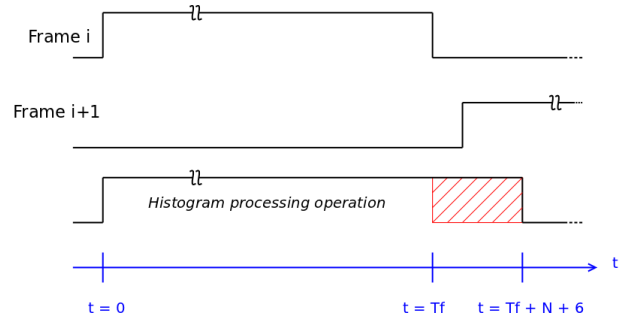 Frame i
Frame i+1
Histogram processing operation
t
t = 0
t = Tf
t = Tf + N + 6